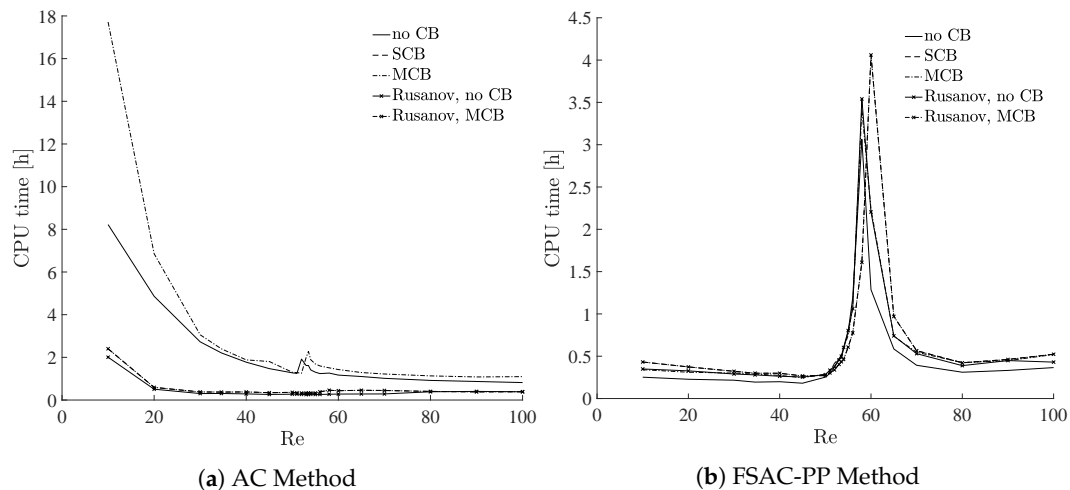 18
16
14
12
10
8
6
4
2
0
CPU time [h]
0
20
40
60
80
100
Re
no CB
SCB
MCB
Rusanov, no CB
Rusanov, MCB
(a) AC Method
4.5
4
3.5
3
2.5
2
1.5
1
0.5
0
CPU time [h]
0
20
40
60
80
100
Re
no CB
SCB
MCB
Rusanov, no CB
Rusanov, MCB
(b) FSAC-PP Method